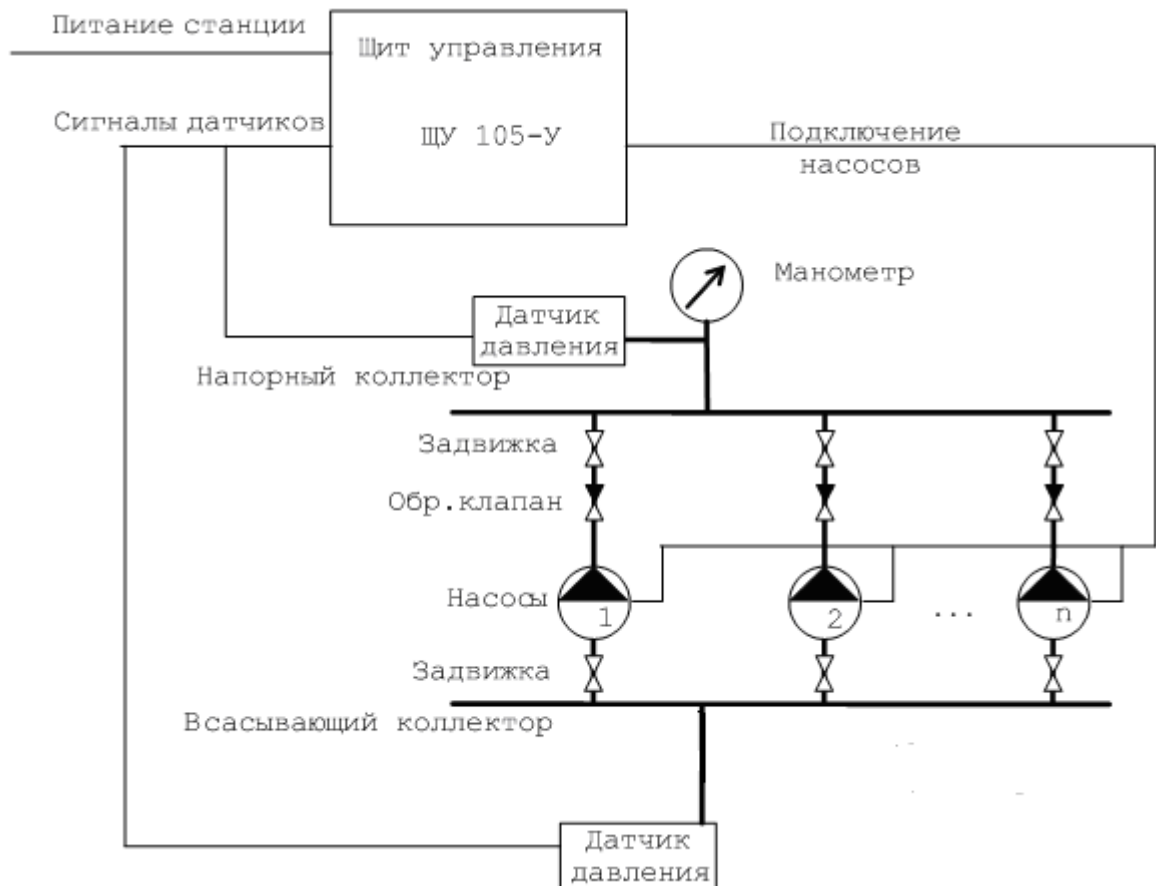 Питание станции
Щит управления
Сигналы датчиков
ЩУ 105-У
Подключение
насосов
Манометр
Датчик
давления
Напорный коллектор
Задвижка
Обр.клапан
Насосы
1
2
...
n
Задвижка
Всасывающий коллектор
Датчик
давления